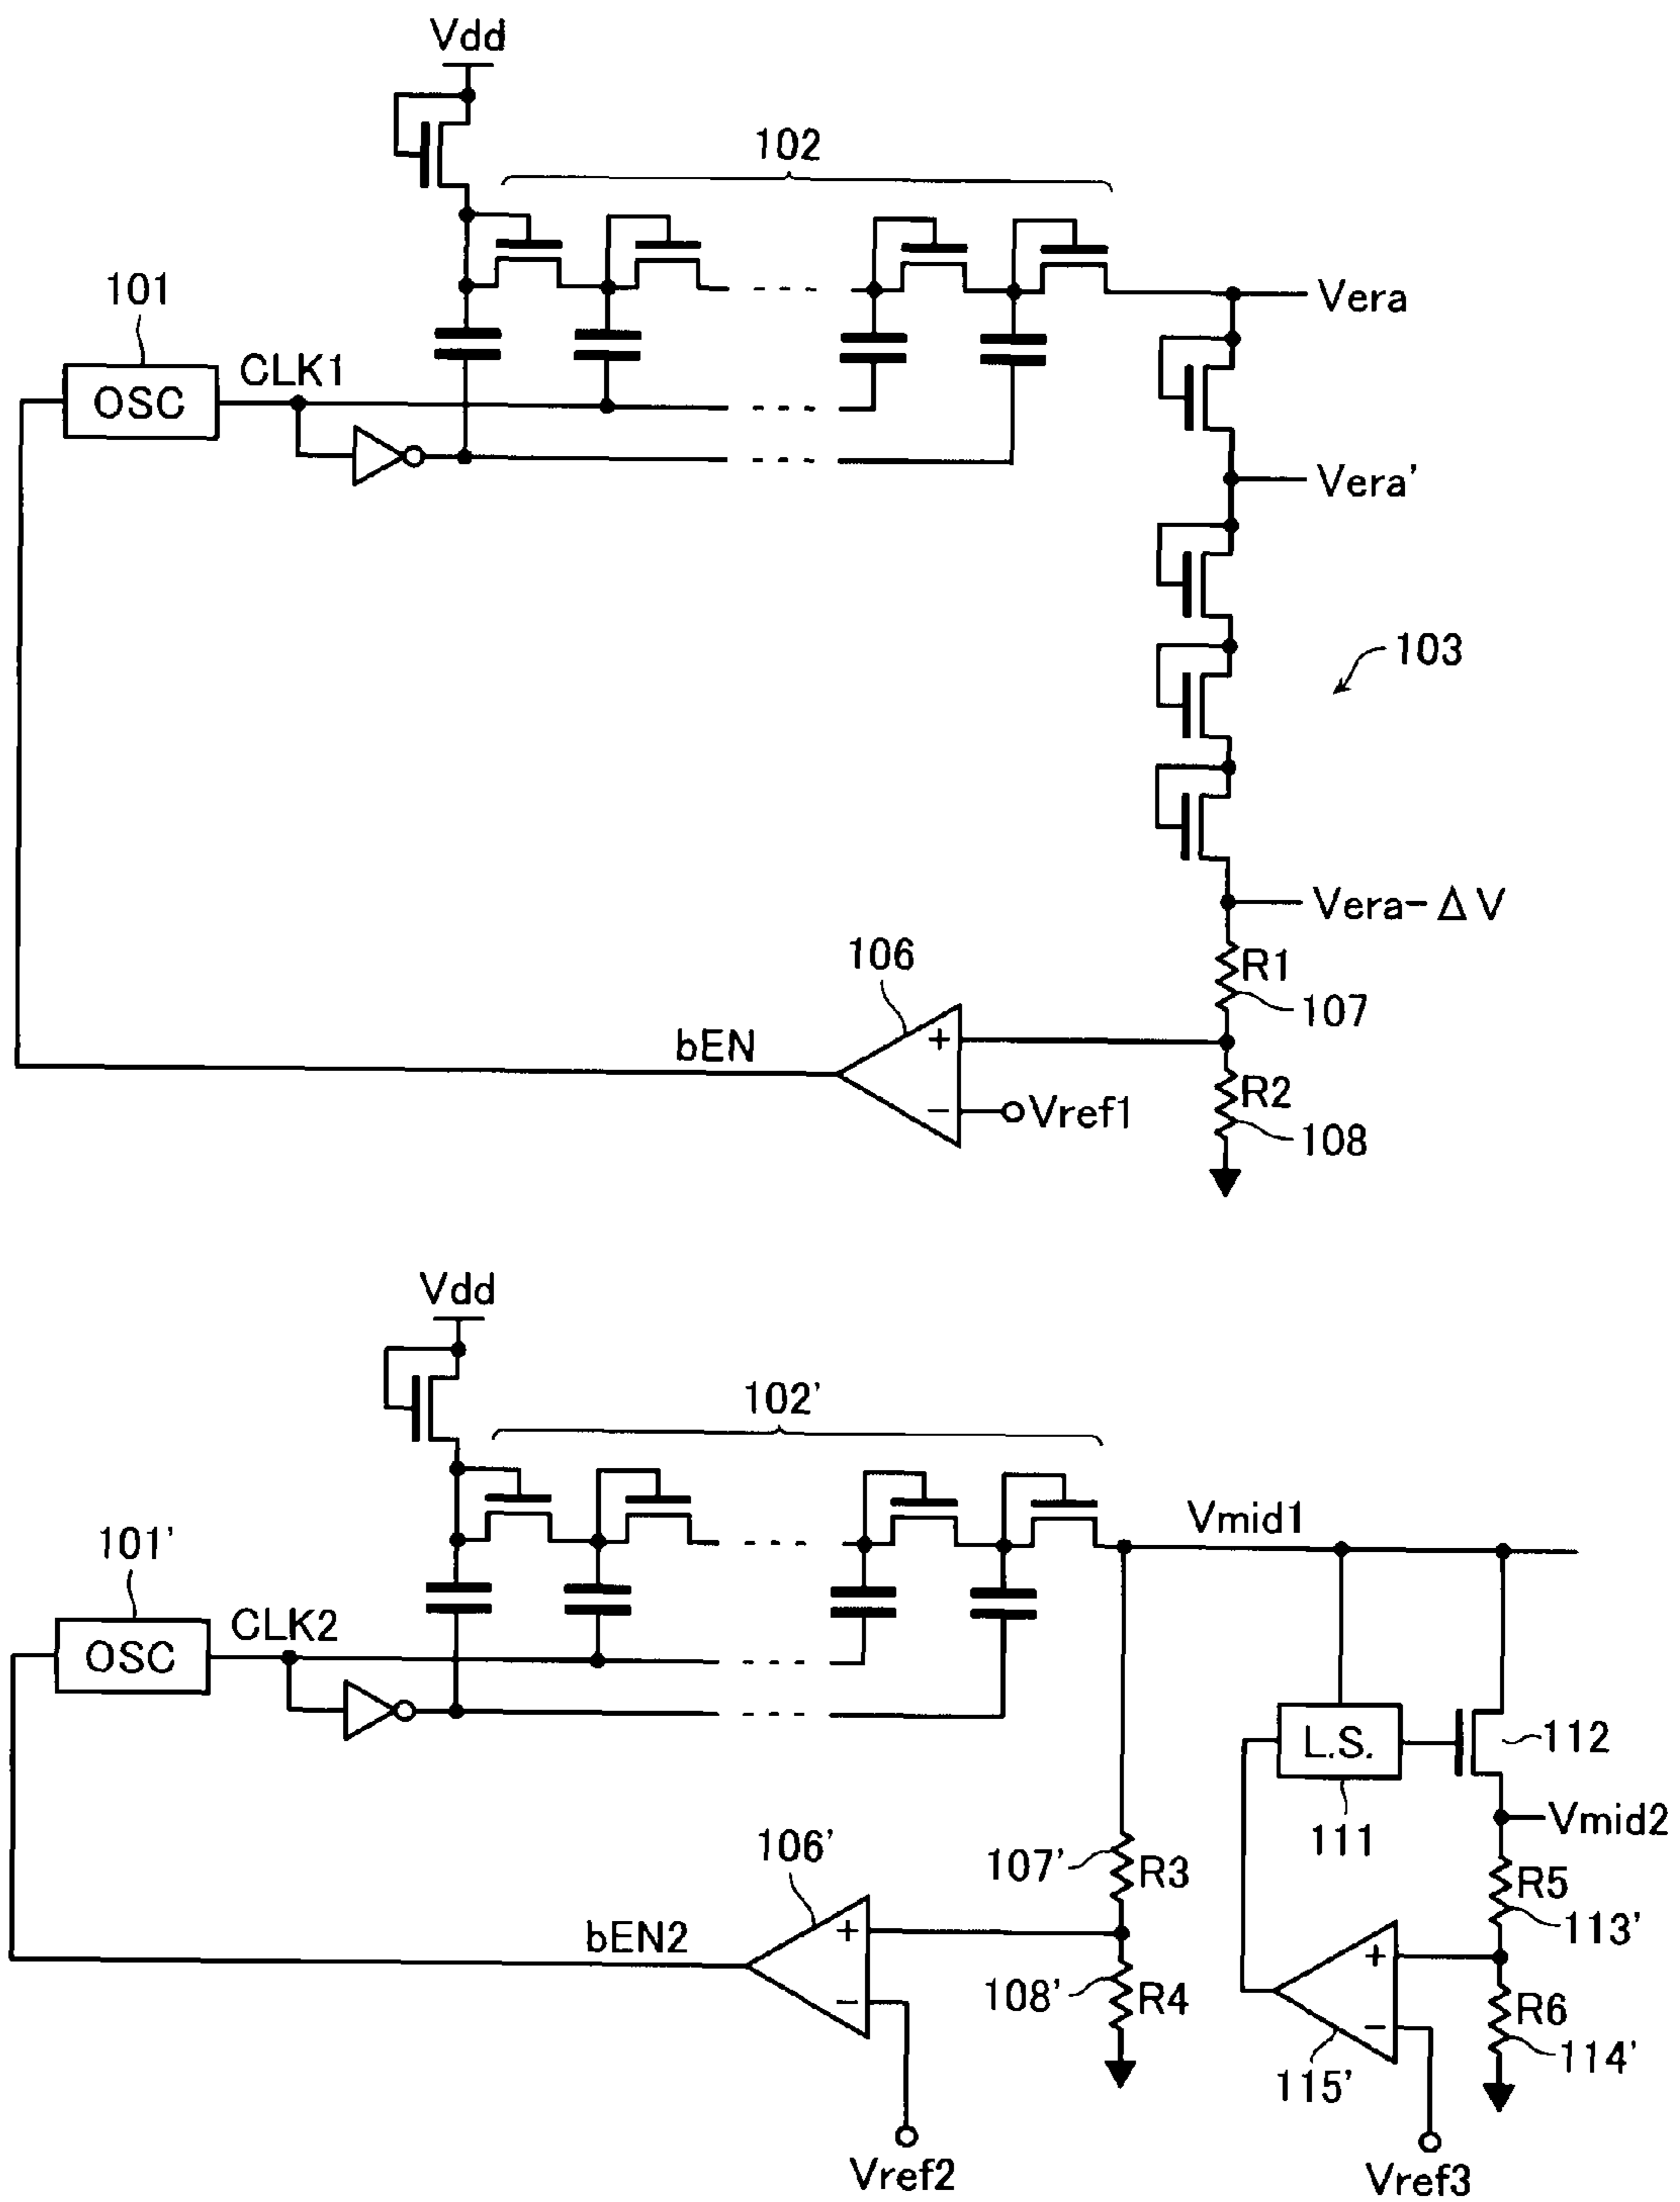 Vdd
102
101
OSC
CLK1
Vera
Vera'
103
Vera-ΔV
R1
107
106
+
-
bEN
Vref1
R2
108
Vdd
102'
101'
OSC
CLK2
Vmid1
L.S.
112
111
Vmid2
107'
R3
R5
113'
106'
+
-
bEN2
108'
R4
+
-
R6
114'
115'
Vref2
Vref3